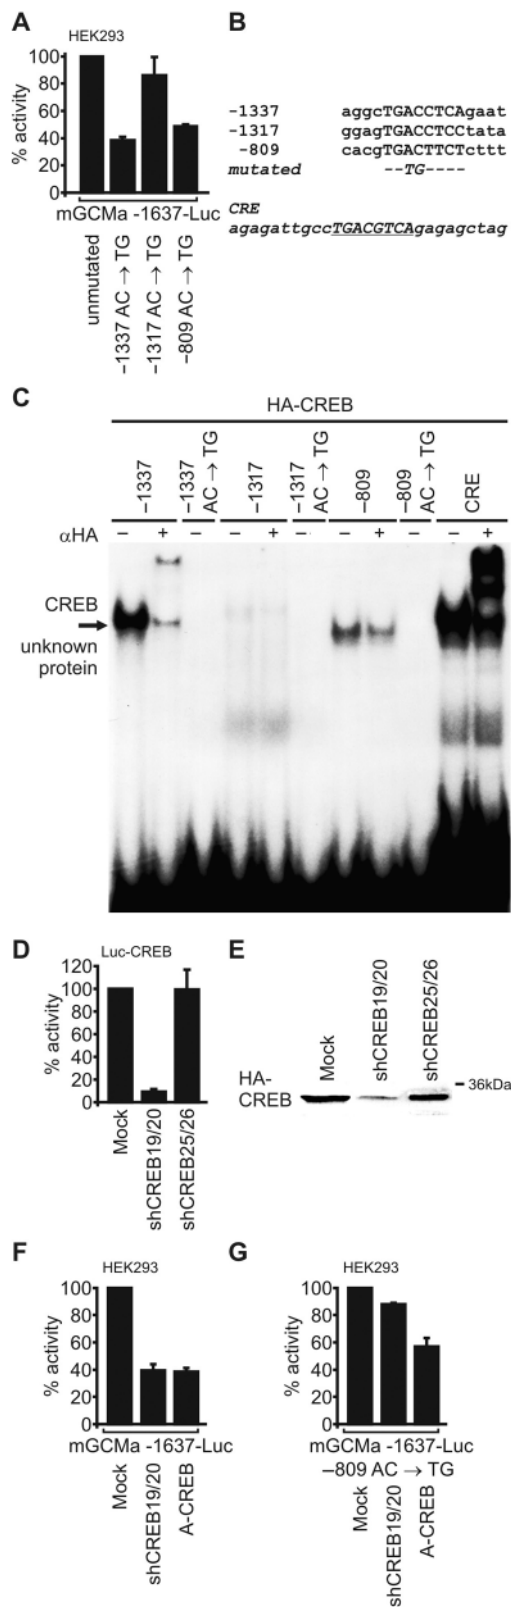 A
HEK293
% activity
100
80
60
40
20
0
mGCMa -1637-Luc
unmutated
−1337 AC → TG
−1317 AC → TG
−809 AC → TG
B
-1337 aggcTGACCTCAgaat
-1317 ggagTGACCTCCtata
-809 cacgTGACTTCTcttt
mutated --TG----
CRE
agagattgccTGACGTCAgagagctag
C
HA-CREB
−1337
−1337 AC → TG
−1317
−1317 AC → TG
−809
−809 AC → TG
CRE
αHA − + − − + − − + − − +
CREB
unknown
protein
D
Luc-CREB
% activity
120
100
80
60
40
20
0
Mock
shCREB19/20
shCREB25/26
E
Mock
shCREB19/20
shCREB25/26
36kDa
HA-
CREB
F
HEK293
% activity
100
80
60
40
20
0
mGCMa -1637-Luc
Mock
shCREB19/20
A-CREB
G
HEK293
% activity
100
80
60
40
20
0
mGCMa -1637-Luc
−809 AC → TG
Mock
shCREB19/20
A-CREB